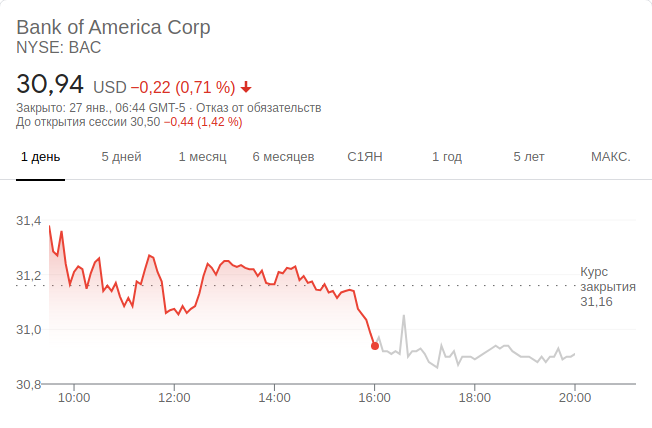 Bank of America Corp
NYSE: BAC
30,94 USD −0,22 (0,71 %)
Закрыто: 27 янв., 06:44 GMT-5 · Отказ от обязательств
До открытия сессии 30,50 −0,44 (1,42 %)
1 день 5 дней 1 месяц 6 месяцев С1ЯН 1 год 5 лет МАКС.
31,4
31,2
31,0
30,8
Курс
закрытия
31,16
10:00 12:00 14:00 16:00 18:00 20:00